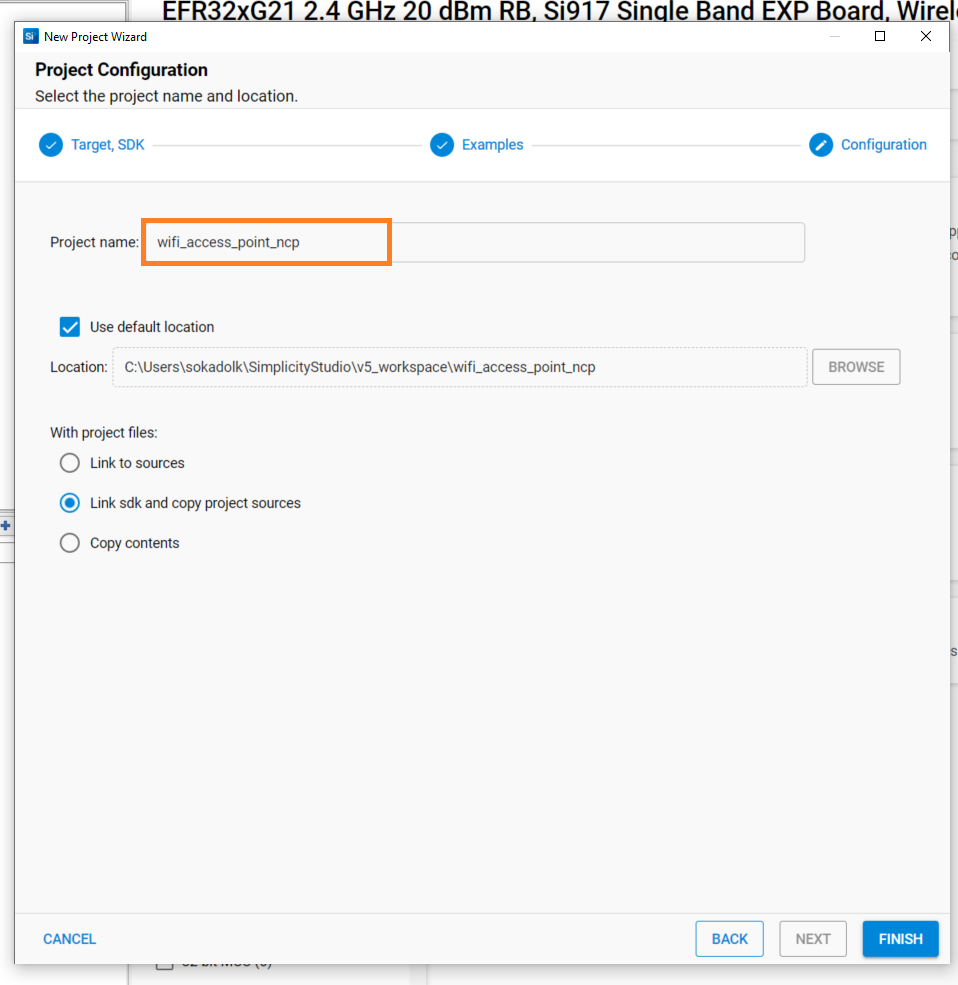 EFR32xG21 2.4 GHz 20 dBm RB, Si917 Single Band EXP Board,
Si New Project Wizard
Project Configuration
Select the project name and location.
Target, SDK
Examples
Configuration
Project name: wifi_access_point_ncp
Use default location
Location: C:\Users\sokadolk\SimplicityStudio\v5_workspace\wifi_access_point_ncp BROWSE
With project files:
Link to sources
Link sdk and copy project sources
Copy contents
CANCEL BACK NEXT FINISH